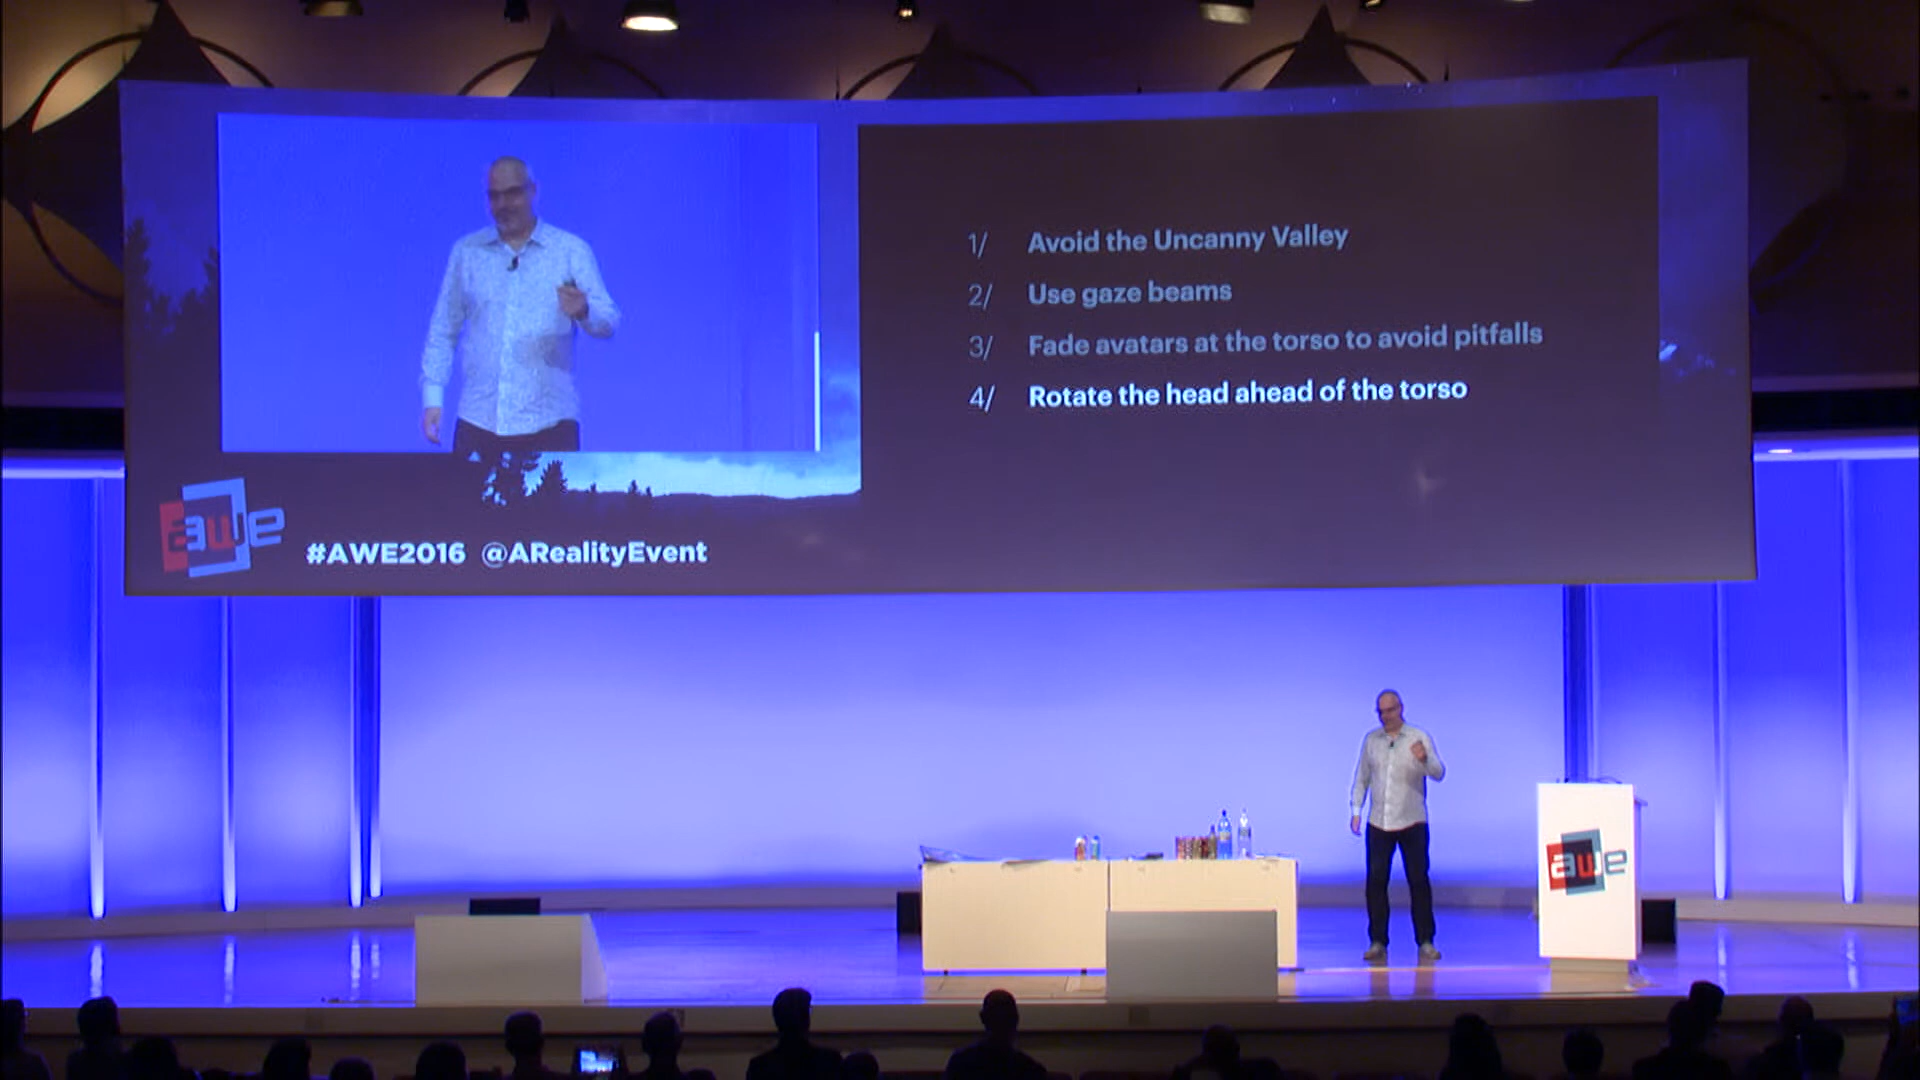 1/ Avoid the Uncanny Valley
2/ Use gaze beams
3/ Fade avatars at the torso to avoid pitfalls
4/ Rotate the head ahead of the torso
awe
#AWE2016 @ARealityEvent
awe